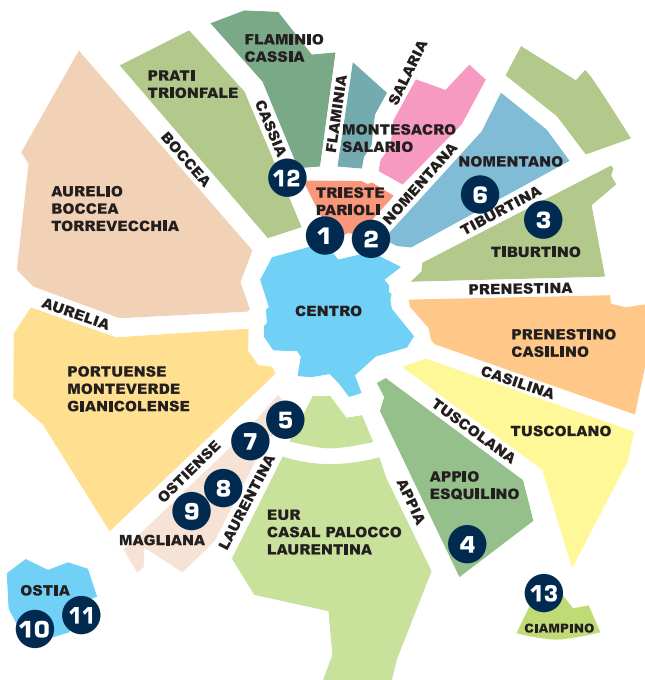 FLAMINIO
CASSIA
PRATI
TRIONFALE
CASSIA
FLAMINIA
SALARIA
MONTESACRO
SALARIO
BOCCEA
12
TRIESTE
PARIOLI
NOMENTANA
NOMENTANO
6
TIBURTINA
3
TIBURTINO
AURELIO
BOCCEA
TORREVECCHIA
1
2
PRENESTINA
CENTRO
AURELIA
PRENESTINO
CASILINO
PORTUENSE
MONTEVERDE
GIANICOLENSE
CASILINA
TUSCOLANA
TUSCOLANO
5
7
OSTIENSE
8
9
LAURENTINA
MAGLIANA
APPIO
ESQUILINO
APPIA
4
EUR
CASAL PALOCCO
LAURENTINA
OSTIA
10
11
13
CIAMPINO